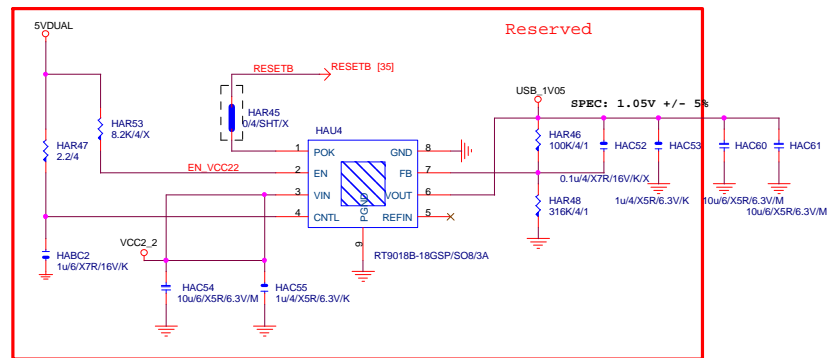 Reserved
5VDUAL
RESETB
RESETB [35]
HAR45
0/4/SHT/X
HAR53
8.2K/4/X
HAR47
2.2/4
USB_1V05
SPEC: 1.05V +/- 5%
HAU4
HAR46
100K/4/1
HAC52
0.1u/4/X7R/16V/K/X
HAC53
1u/4/X5R/6.3V/K
HAC60
10u/6/X5R/6.3V/M
HAC61
10u/6/X5R/6.3V/M
1
POK
GND
8
EN_VCC22
2
EN
FB
7
3
VIN
VOUT
6
4
CNTL
REFIN
5
PGND
9
HAR48
316K/4/1
RT9018B-18GSP/SO8/3A
VCC2_2
HABC2
1u/6/X7R/16V/K
HAC54
10u/6/X5R/6.3V/M
HAC55
1u/4/X5R/6.3V/K